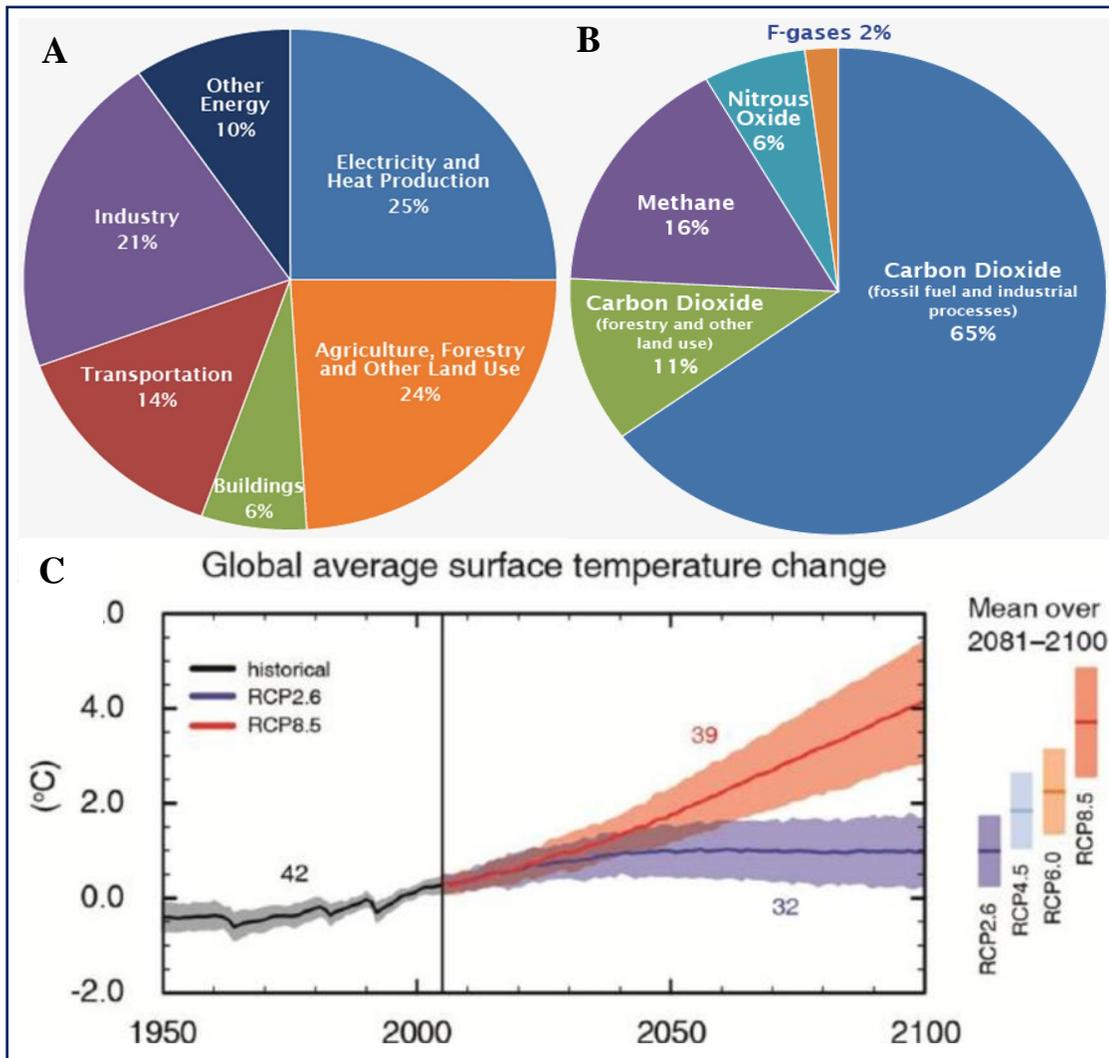 A
Other
Energy
10%
Electricity and
Heat Production
25%
Industry
21%
Agriculture, Forestry
and Other Land Use
24%
Transportation
14%
Buildings
6%
B
F-gases 2%
Nitrous
Oxide
6%
Methane
16%
Carbon Dioxide
(fossil fuel and industrial
processes)
65%
Carbon Dioxide
(forestry and other
land use)
11%
C
Global average surface temperature change
.0
4.0
2.0
0.0
-2.0
(°C)
historical
RCP2.6
RCP8.5
42
39
32
1950
2000
2050
2100
Mean over
2081–2100
RCP2.6
RCP4.5
RCP6.0
RCP8.5